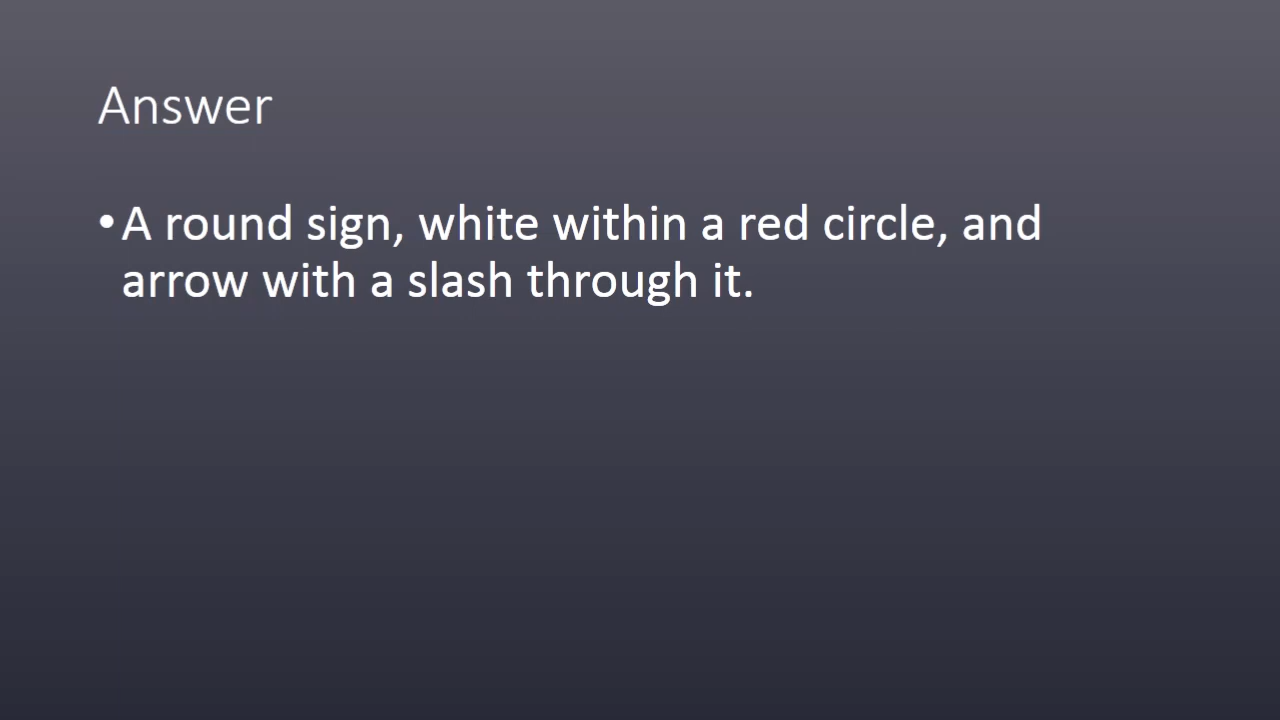 Answer
•A round sign, white within a red circle, and
arrow with a slash through it.